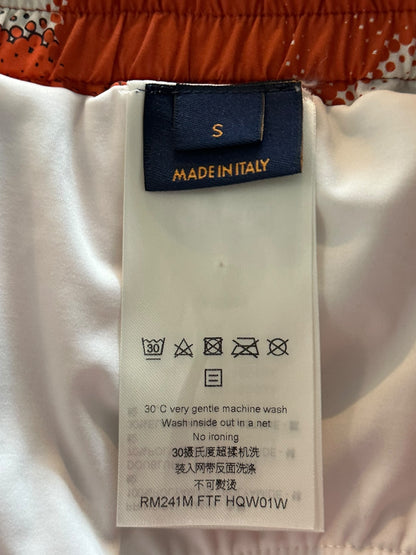 S
MADE IN ITALY
30
30°C very gentle machine wash
Wash inside out in a net
No ironing
30摄氏度超揉机洗
装入网带反面洗涤
不可熨烫
RM241M FTF HQW01W